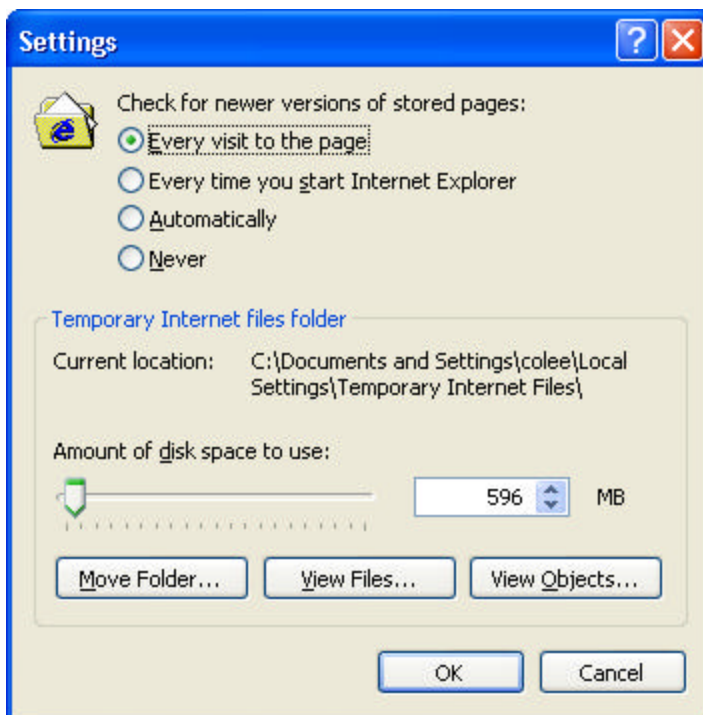 Settings
Check for newer versions of stored pages:
Every visit to the page
Every time you start Internet Explorer
Automatically
Never
Temporary Internet files folder
Current location: C:\Documents and Settings\colee\Local
Settings\Temporary Internet Files\
Amount of disk space to use:
596 MB
Move Folder... View Files... View Objects...
OK Cancel